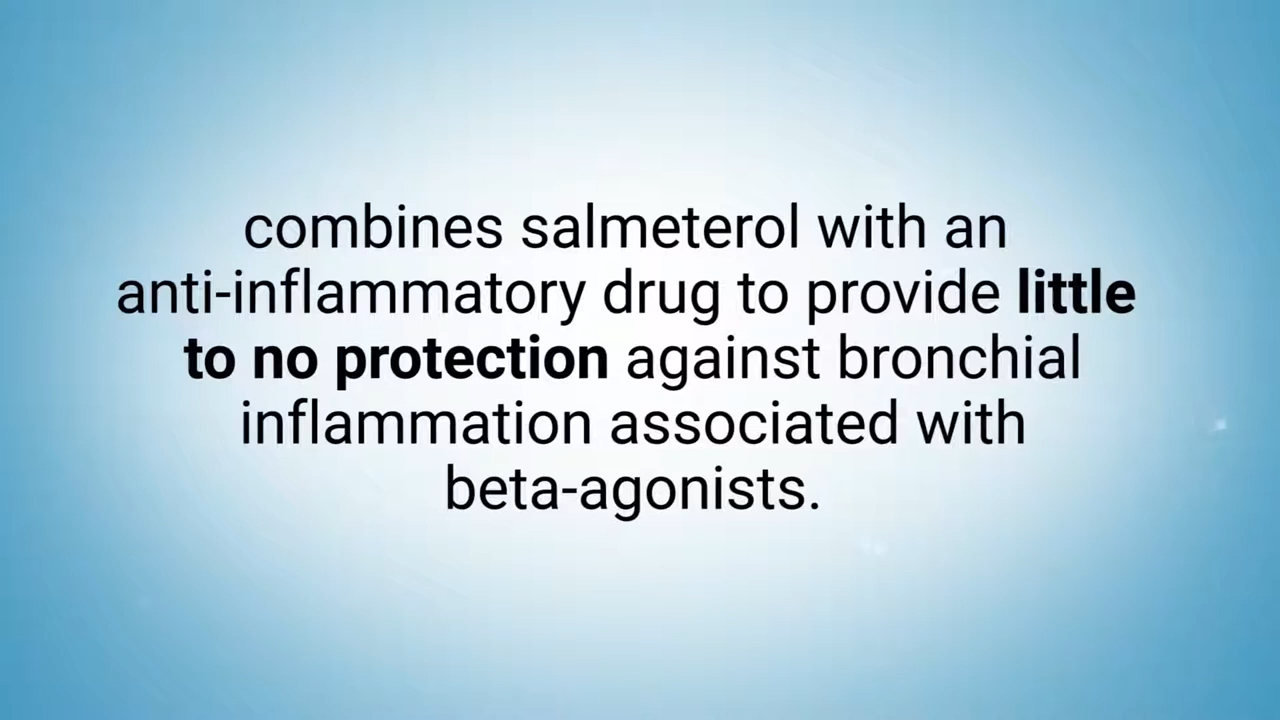 combines salmeterol with an
anti-inflammatory drug to provide little
to no protection against bronchial
inflammation associated with
beta-agonists.